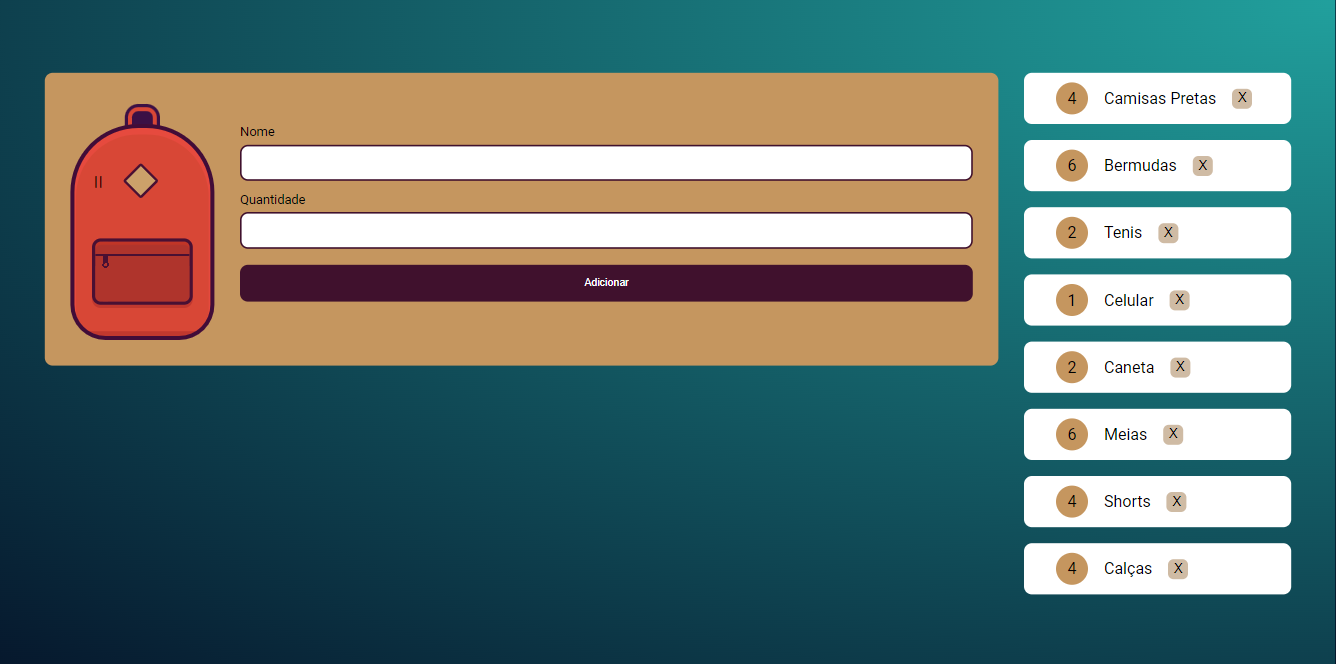 Nome
Quantidade
Adicionar
4 Camisas Pretas X
6 Bermudas X
2 Tenis X
1 Celular X
2 Caneta X
6 Meias X
4 Shorts X
4 Calças X